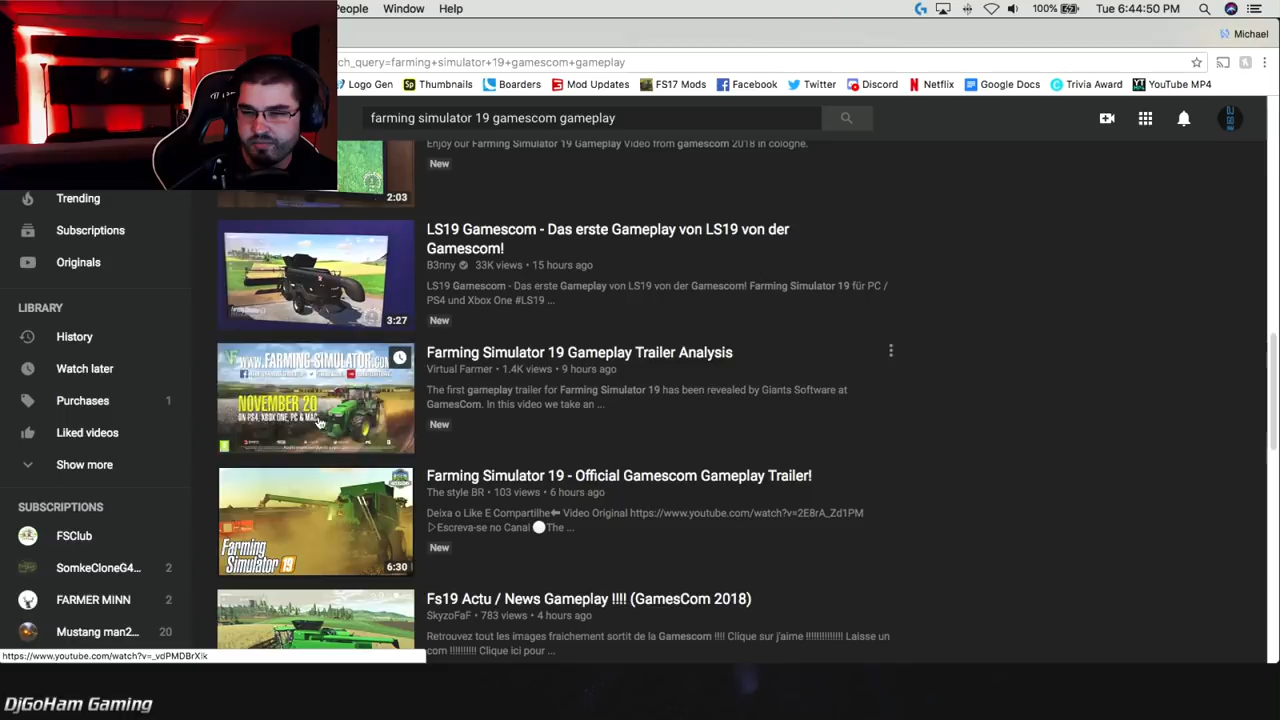 People Window Help
100% Tue 6:44:50 PM
Michael
ch_query=farming+simulator+19+gamescom+gameplay
Logo Gen Thumbnails Boarders Mod Updates FS17 Mods Facebook Twitter Discord Netflix Google Docs Trivia Award YouTube MP4
farming simulator 19 gamescom gameplay
Enjoy our Farming Simulator 19 Gameplay Video from gamescom 2018 in cologne.
New
2:03
Trending
Subscriptions
Originals
LIBRARY
History
Watch later
Purchases 1
Liked videos
Show more
SUBSCRIPTIONS
FSClub
SomkeCloneG4... 2
FARMER MINN 2
Mustang man2... 20
LS19 Gamescom - Das erste Gameplay von LS19 von der
Gamescom!
B3nny 33K views • 15 hours ago
LS19 Gamescom - Das erste Gameplay von LS19 von der Gamescom! Farming Simulator 19 für PC /
PS4 und Xbox One #LS19 ...
New
3:27
WWW.FARMING-SIMULATOR.COM
NOVEMBER 20
ON PS4, XBOX ONE, PC & MAC
Farming Simulator 19 Gameplay Trailer Analysis
Virtual Farmer • 1.4K views • 9 hours ago
The first gameplay trailer for Farming Simulator 19 has been revealed by Giants Software at
GamesCom. In this video we take an ...
New
Farming
Simulator 19
6:30
Farming Simulator 19 - Official Gamescom Gameplay Trailer!
The style BR • 103 views • 6 hours ago
Deixa o Like E Compartilhe⬅ Video Original https://www.youtube.com/watch?v=2E8rA_Zd1PM
▷Escreva-se no Canal ⚪The ...
New
Fs19 Actu / News Gameplay !!!! (GamesCom 2018)
SkyzoFaF • 783 views • 4 hours ago
Retrouvez tout les images fraichement sortit de la Gamescom ! Clique sur j'aime !!!!!!!!!!!!!! Laisse un
com !!!!!!!!!! Clique ici pour ...
DjGoHam Gaming